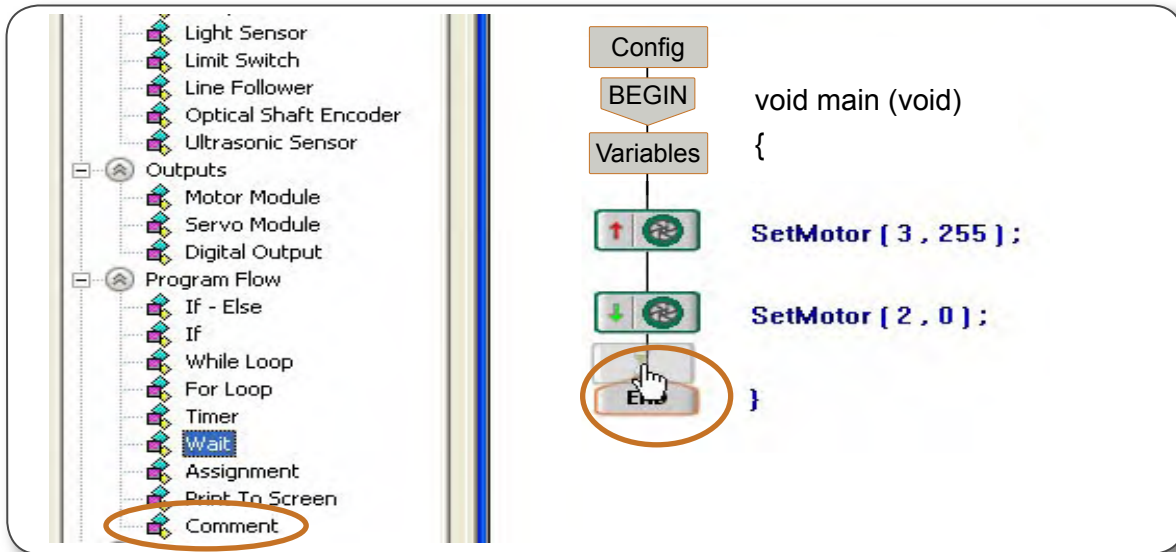 Light Sensor
Limit Switch
Line Follower
Optical Shaft Encoder
Ultrasonic Sensor
Outputs
Motor Module
Servo Module
Digital Output
Program Flow
If - Else
If
While Loop
For Loop
Timer
Wait
Assignment
Print To Screen
Comment
Config
BEGIN
void main (void)
Variables
{
SetMotor ( 3 , 255 ) ;
SetMotor ( 2 , 0 ) ;
END
}